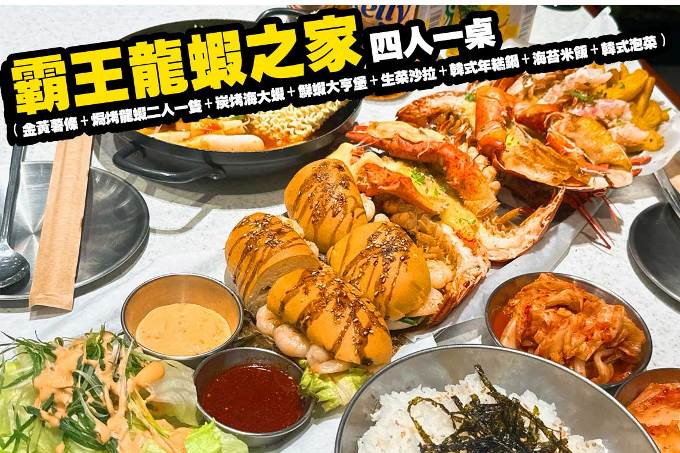 霸王龍蝦之家 四人一桌
(金黃薯條+焗烤龍蝦二人一隻+炭烤海大蝦+鮮蝦大亨堡+生菜沙拉+韓式年糕鍋+海苔米飯+韓式泡菜)